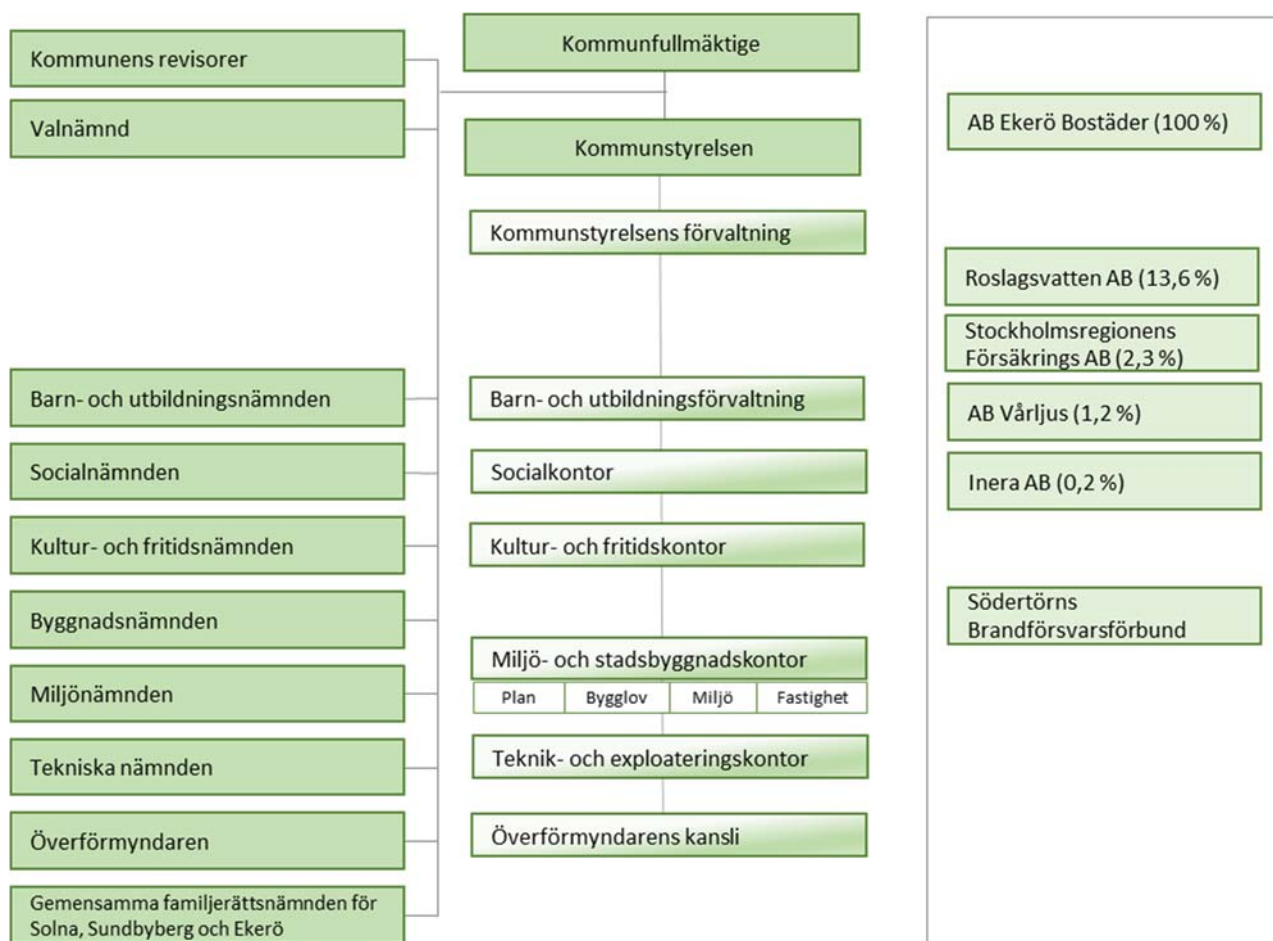 Kommunens revisorer
Valnämnd
Barn- och utbildningsnämnden
Socialnämnden
Kultur- och fritidsnämnden
Byggnadsnämnden
Miljönämnden
Tekniska nämnden
Överförmyndaren
Gemensamma familjerättsnämnden för
Solna, Sundbyberg och Ekerö
Kommunfullmäktige
Kommunstyrelsen
Kommunstyrelsens förvaltning
Barn- och utbildningsförvaltning
Socialkontor
Kultur- och fritidskontor
Miljö- och stadsbyggnadskontor
Plan Bygglov Miljö Fastighet
Teknik- och exploateringskontor
Överförmyndarens kansli
AB Ekerö Bostäder (100 %)
Roslagsvatten AB (13,6 %)
Stockholmsregionens
Försäkrings AB (2,3 %)
AB Vårljus (1,2 %)
Inera AB (0,2 %)
Södertörns
Brandförsvarsförbund